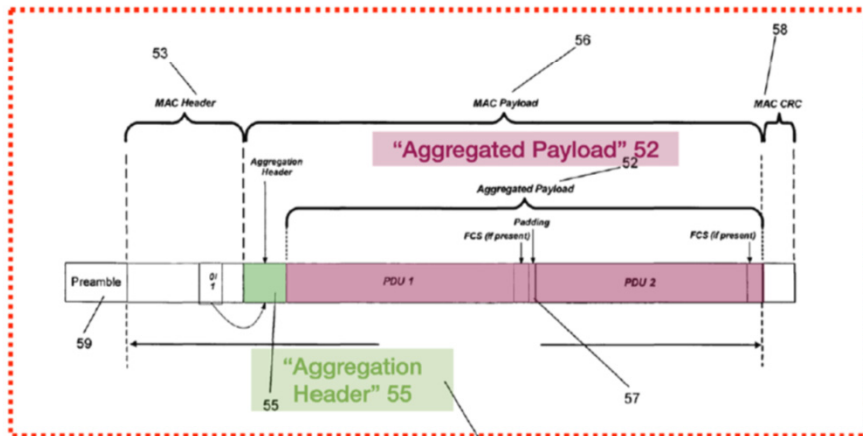 56
58
53
MAC Header
MAC Payload
MAC CRC
“Aggregated Payload” 52
Aggregation
Header
52
Aggregated Payload
Padding
FCS (if present)
FCS (if present)
Preamble
0/
1
PDU 1
PDU 2
59
“Aggregation
Header” 55
55
57